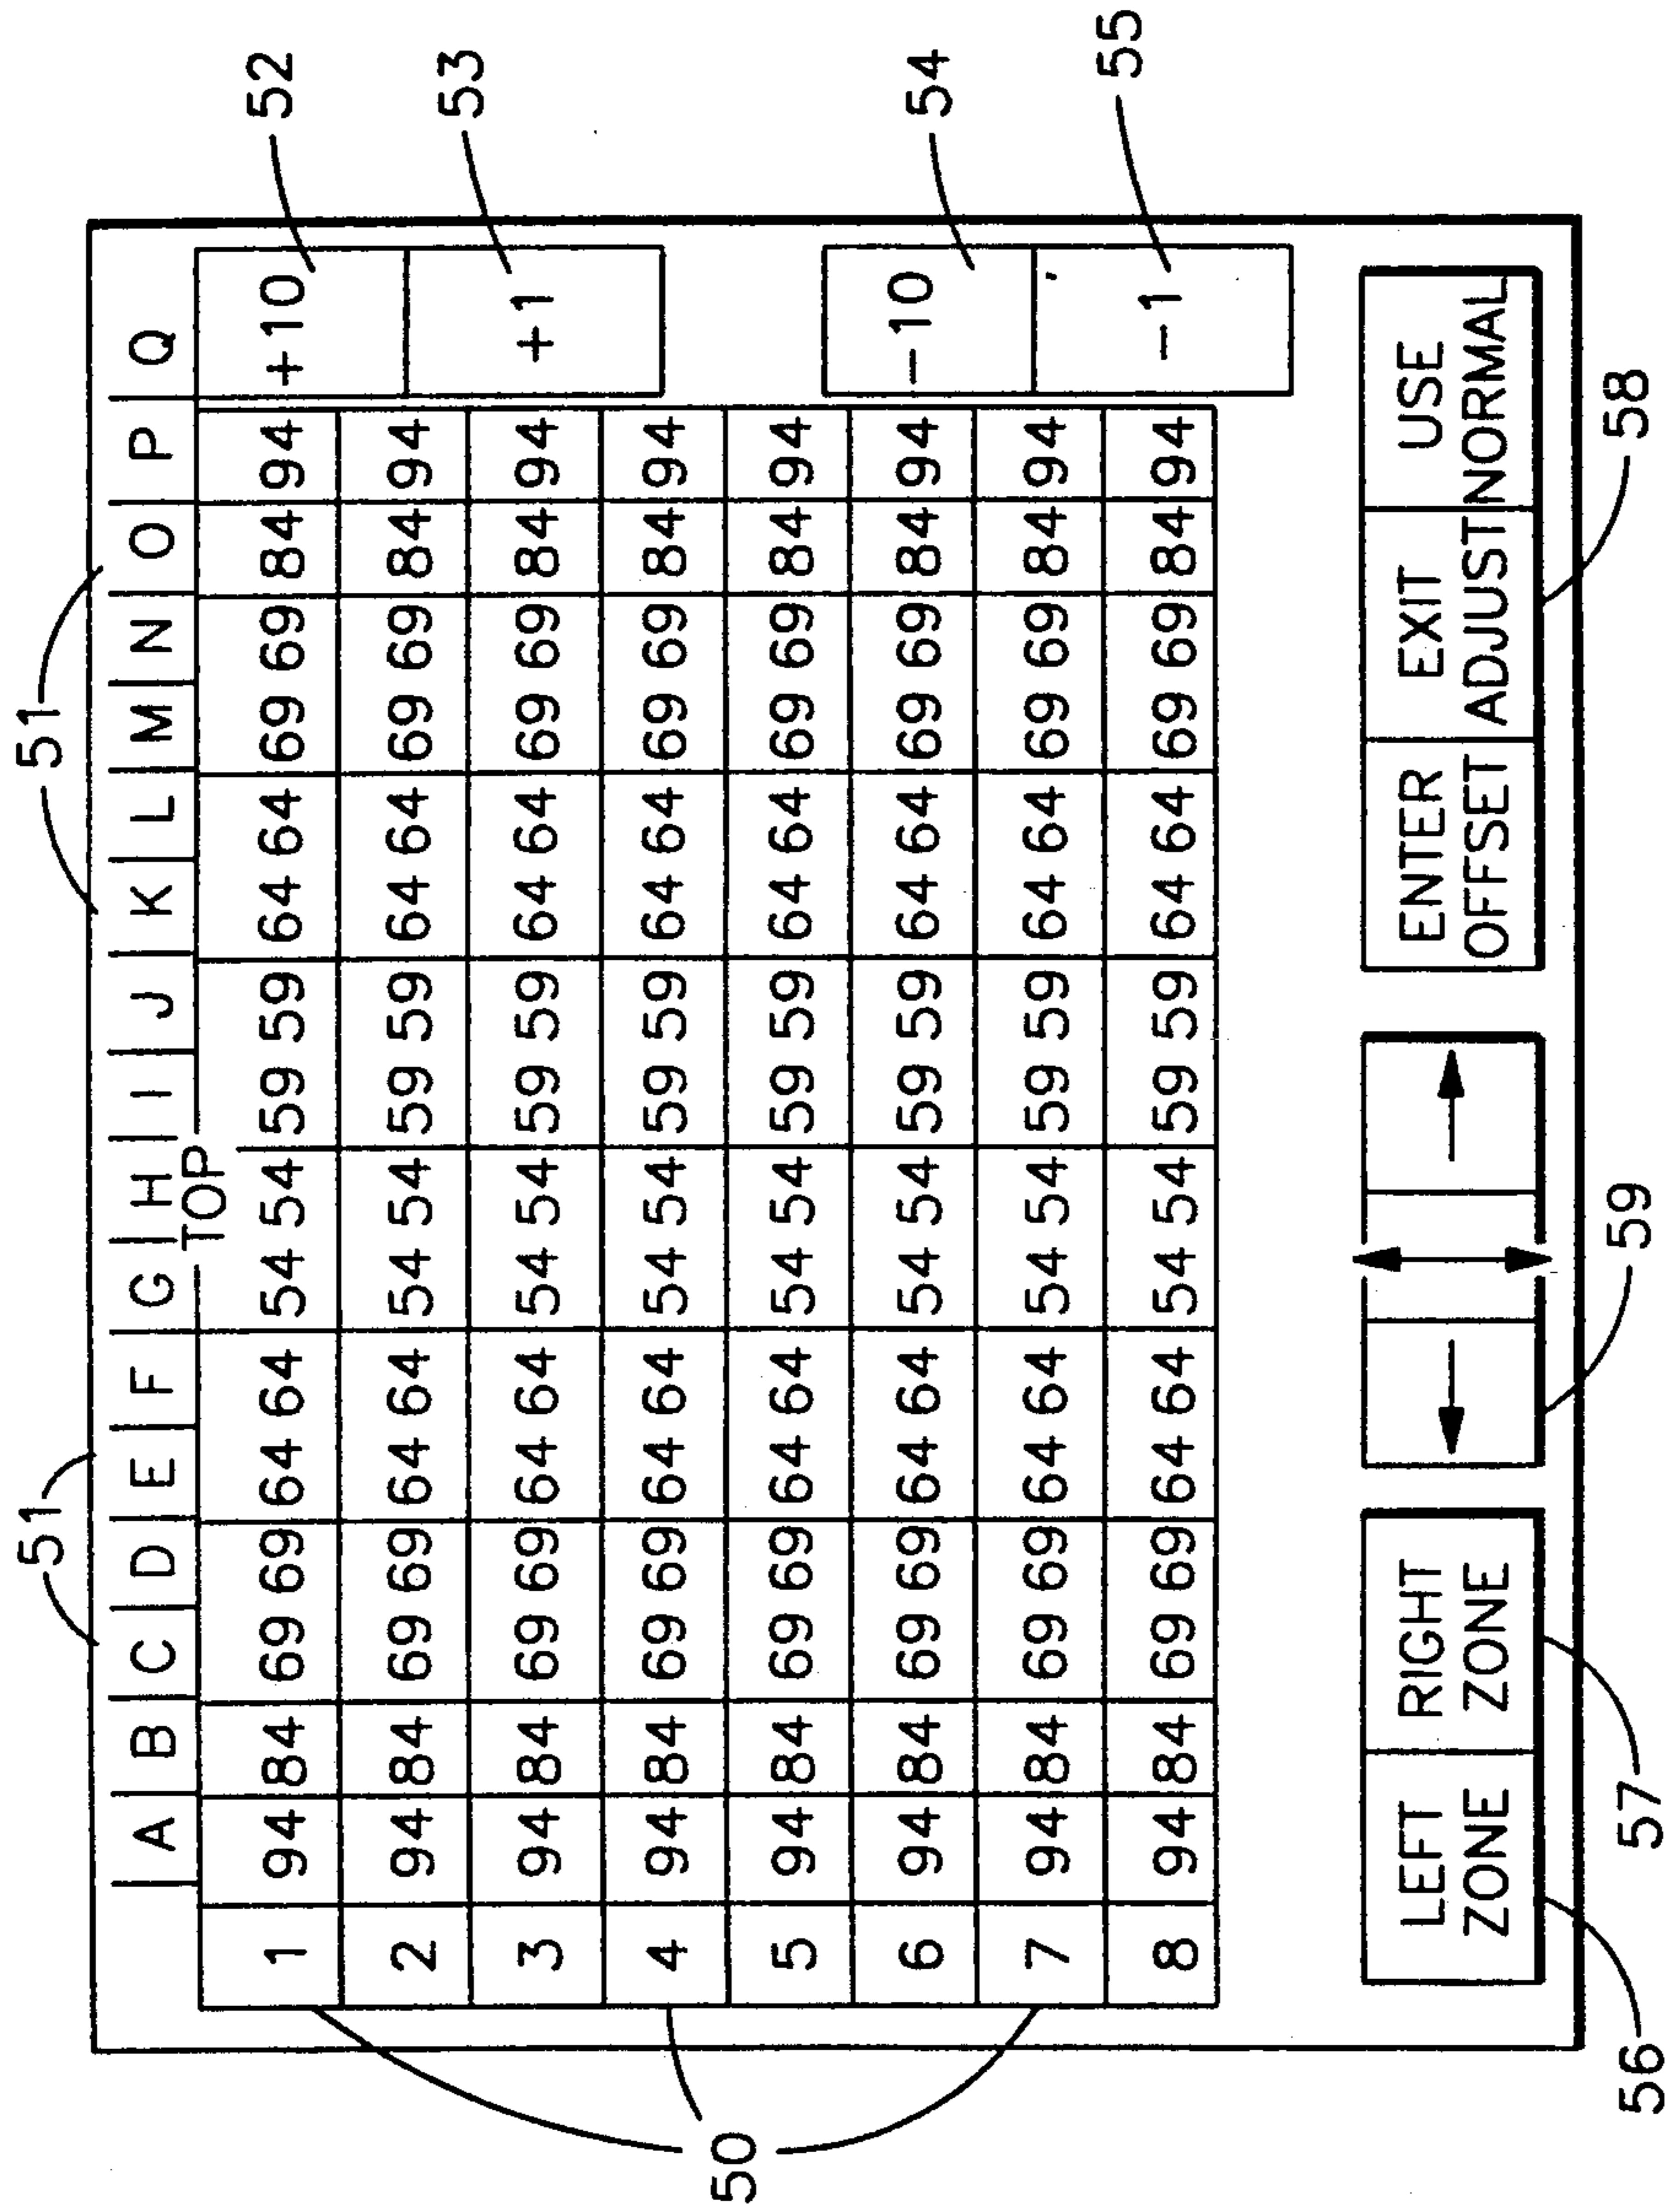 51 51
A B C D E F G H I J K L M N O P Q
TOP
1 94 84 69 69 64 64 54 54 59 59 64 64 69 69 84 94 +10 52
2 94 84 69 69 64 64 54 54 59 59 64 64 69 69 84 94
3 94 84 69 69 64 64 54 54 59 59 64 64 69 69 84 94 +1 53
4 94 84 69 69 64 64 54 54 59 59 64 64 69 69 84 94
5 94 84 69 69 64 64 54 54 59 59 64 64 69 69 84 94
6 94 84 69 69 64 64 54 54 59 59 64 64 69 69 84 94 -10 54
50 7 94 84 69 69 64 64 54 54 59 59 64 64 69 69 84 94
8 94 84 69 69 64 64 54 54 59 59 64 64 69 69 84 94 -1 55
LEFT RIGHT ← ↕ → ENTER EXIT USE
ZONE ZONE OFFSET ADJUST NORMAL
56 57 59 58